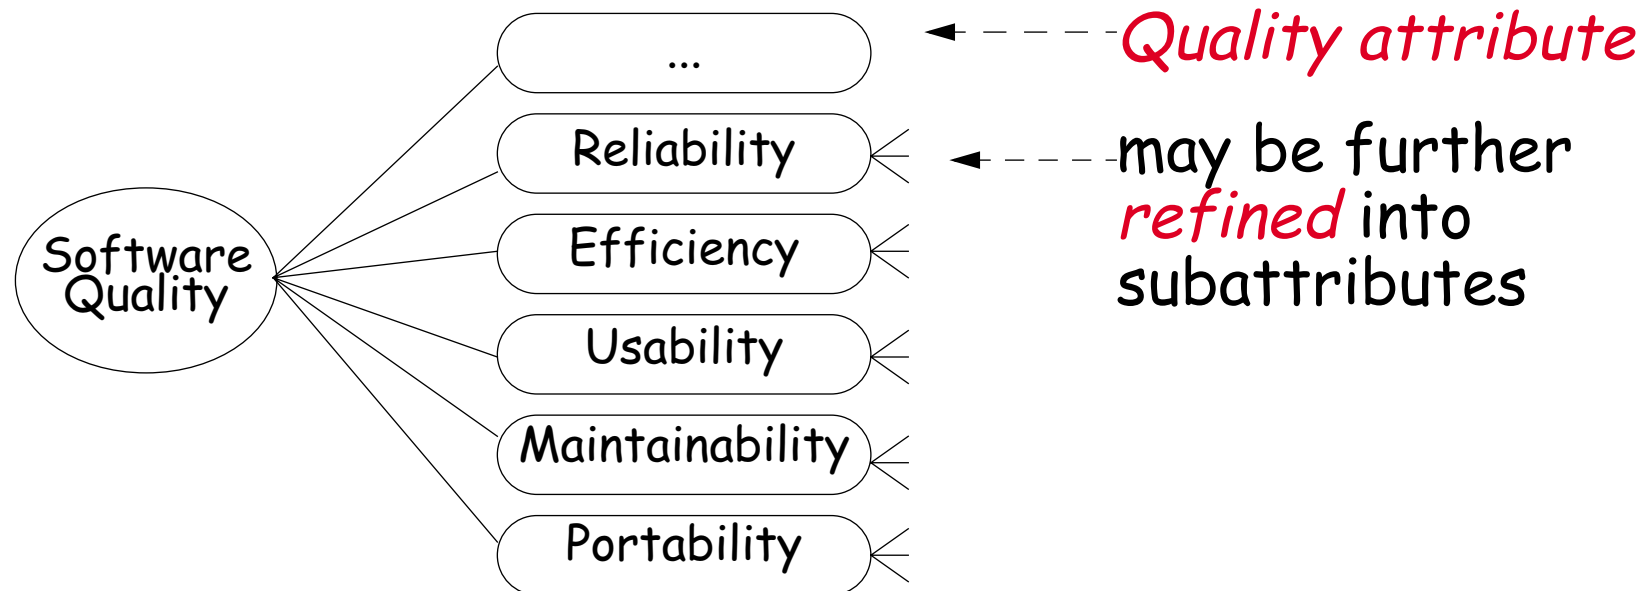 ...
Quality attribute
Reliability
may be further
refined into
subattributes
Efficiency
Software
Quality
Usability
Maintainability
Portability